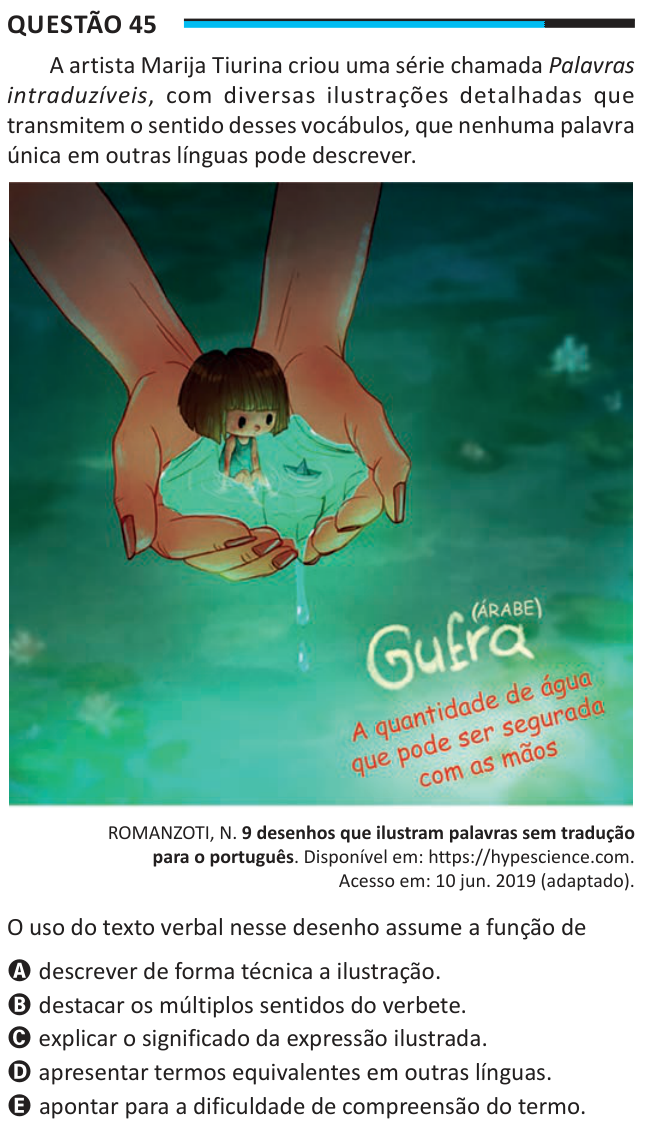 QUESTÃO 45
A artista Marija Tiurina criou uma série chamada Palavras
intraduzíveis, com diversas ilustrações detalhadas que
transmitem o sentido desses vocábulos, que nenhuma palavra
única em outras línguas pode descrever.
(ÁRABE)
Gufra
A quantidade de água
que pode ser segurada
com as mãos
ROMANZOTI, N. 9 desenhos que ilustram palavras sem tradução
para o português. Disponível em: https://hypescience.com.
Acesso em: 10 jun. 2019 (adaptado).
O uso do texto verbal nesse desenho assume a função de
A descrever de forma técnica a ilustração.
B destacar os múltiplos sentidos do verbete.
C explicar o significado da expressão ilustrada.
D apresentar termos equivalentes em outras línguas.
E apontar para a dificuldade de compreensão do termo.